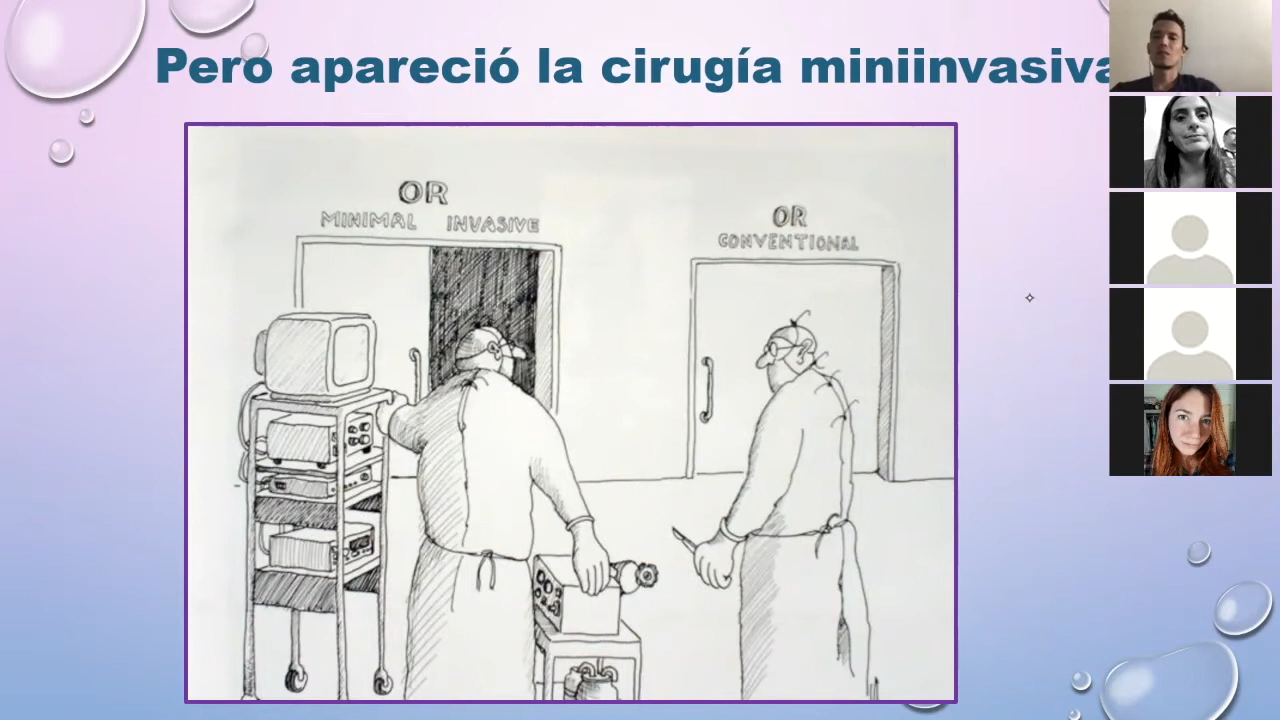 Pero apareció la cirugía miniinvasiva
OR
MINIMAL INVASIVE
OR
CONVENTIONAL